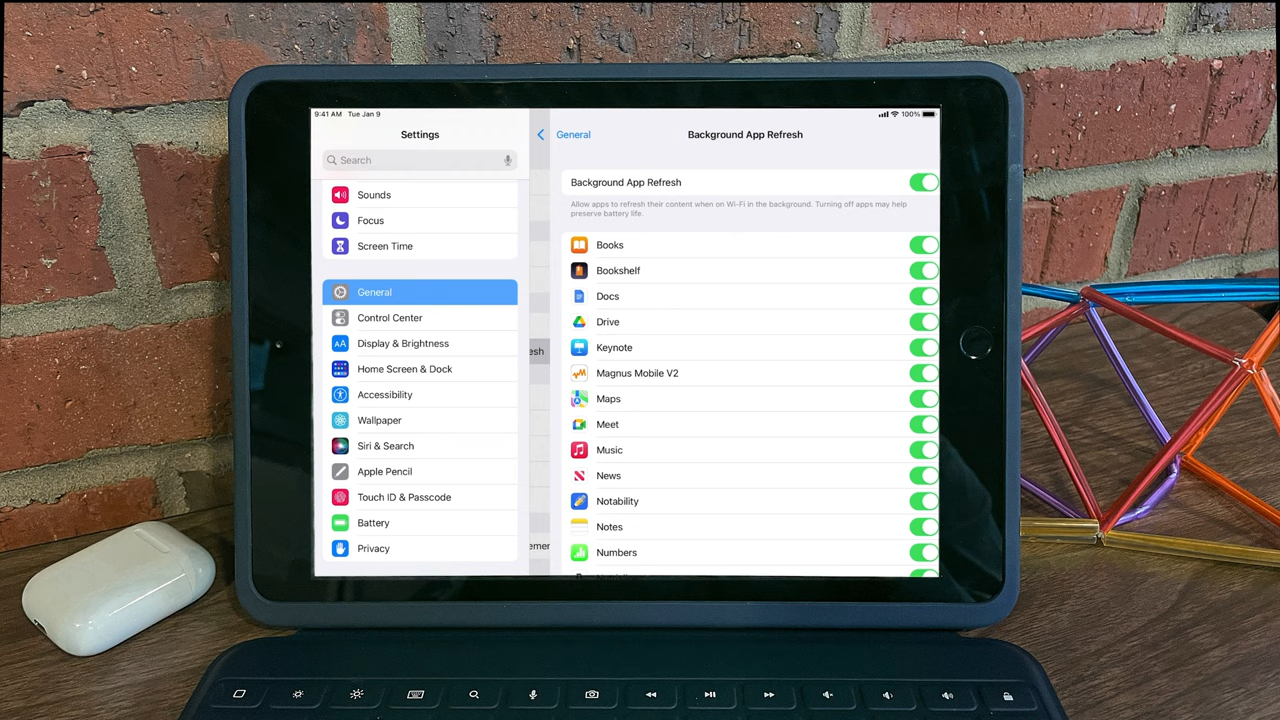 9:41 AM Tue Jan 9
100%
Settings
Search
Sounds
Focus
Screen Time
General
Control Center
AA
Display & Brightness
Home Screen & Dock
Accessibility
Wallpaper
Siri & Search
Apple Pencil
Touch ID & Passcode
Battery
Privacy
esh
emen
General
Background App Refresh
Background App Refresh
Allow apps to refresh their content when on Wi-Fi in the background. Turning off apps may help
preserve battery life.
Books
Bookshelf
Docs
Drive
Keynote
Magnus Mobile V2
Maps
Meet
Music
News
Notability
Notes
Numbers